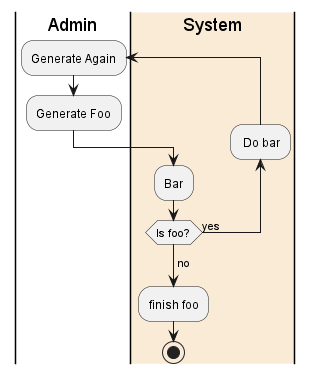 Admin
System
Generate Again
Generate Foo
Do bar
Bar
Is foo?
yes
no
finish foo